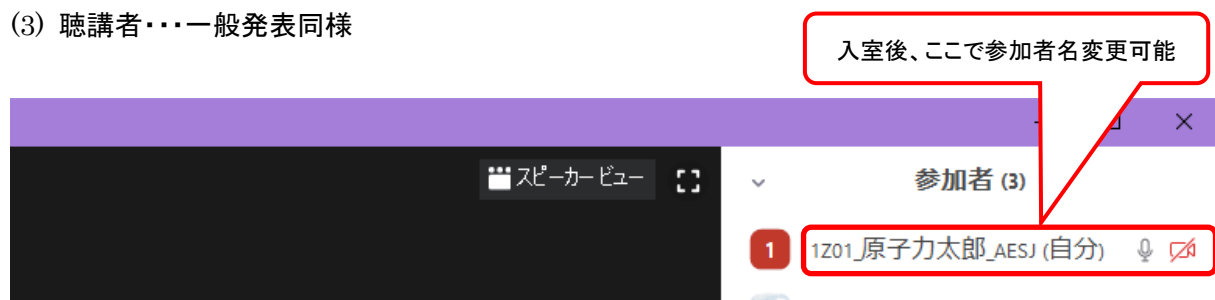 (3) 聴講者・・・一般発表同様
入室後、ここで参加者名変更可能
スピーカー ビュー
参加者 (3)
1
1Z01_原子力太郎_AESJ (自分)